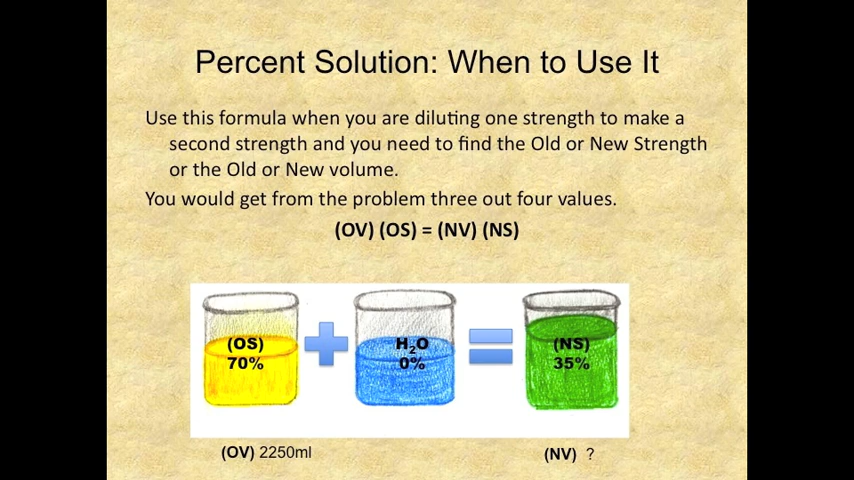 Percent Solution: When to Use It
Use this formula when you are diluting one strength to make a
second strength and you need to find the Old or New Strength
or the Old or New volume.
You would get from the problem three out four values.
(OV) (OS) = (NV) (NS)
(OS)
70%
H₂O
0%
(NS)
35%
(OV) 2250ml
(NV) ?